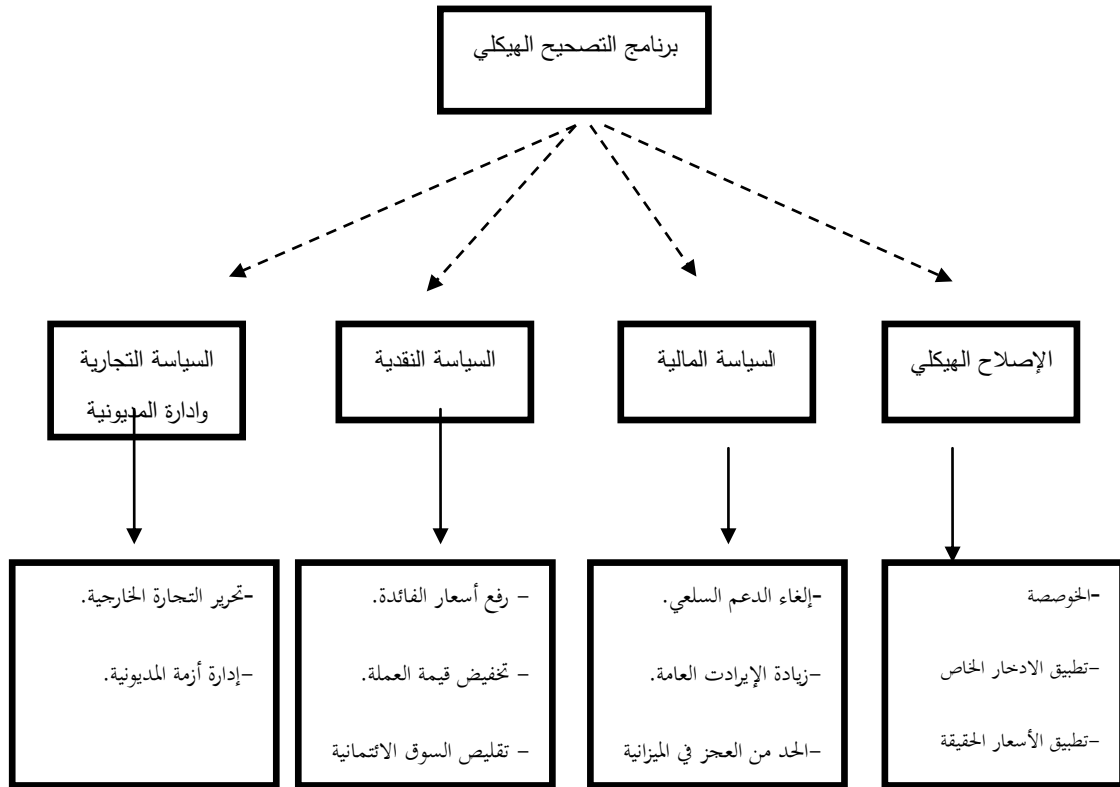 برنامج التصحيح الهيكلي
الإصلاح الهيكلي
السياسة المالية
السياسة النقدية
السياسة التجارية
وادارة المديونية
-الخوصصة
-تطبيق الادخار الخاص
-تطبيق الأسعار الحقيقة
-إلغاء الدعم السلعي.
-زيادة الإيرادت العامة.
-الحد من العجز في الميزانية
- رفع أسعار الفائدة.
- تخفيض قيمة العملة.
- تقليص السوق الائتمانية
-تحرير التجارة الخارجية.
-إدارة أزمة المديونية.